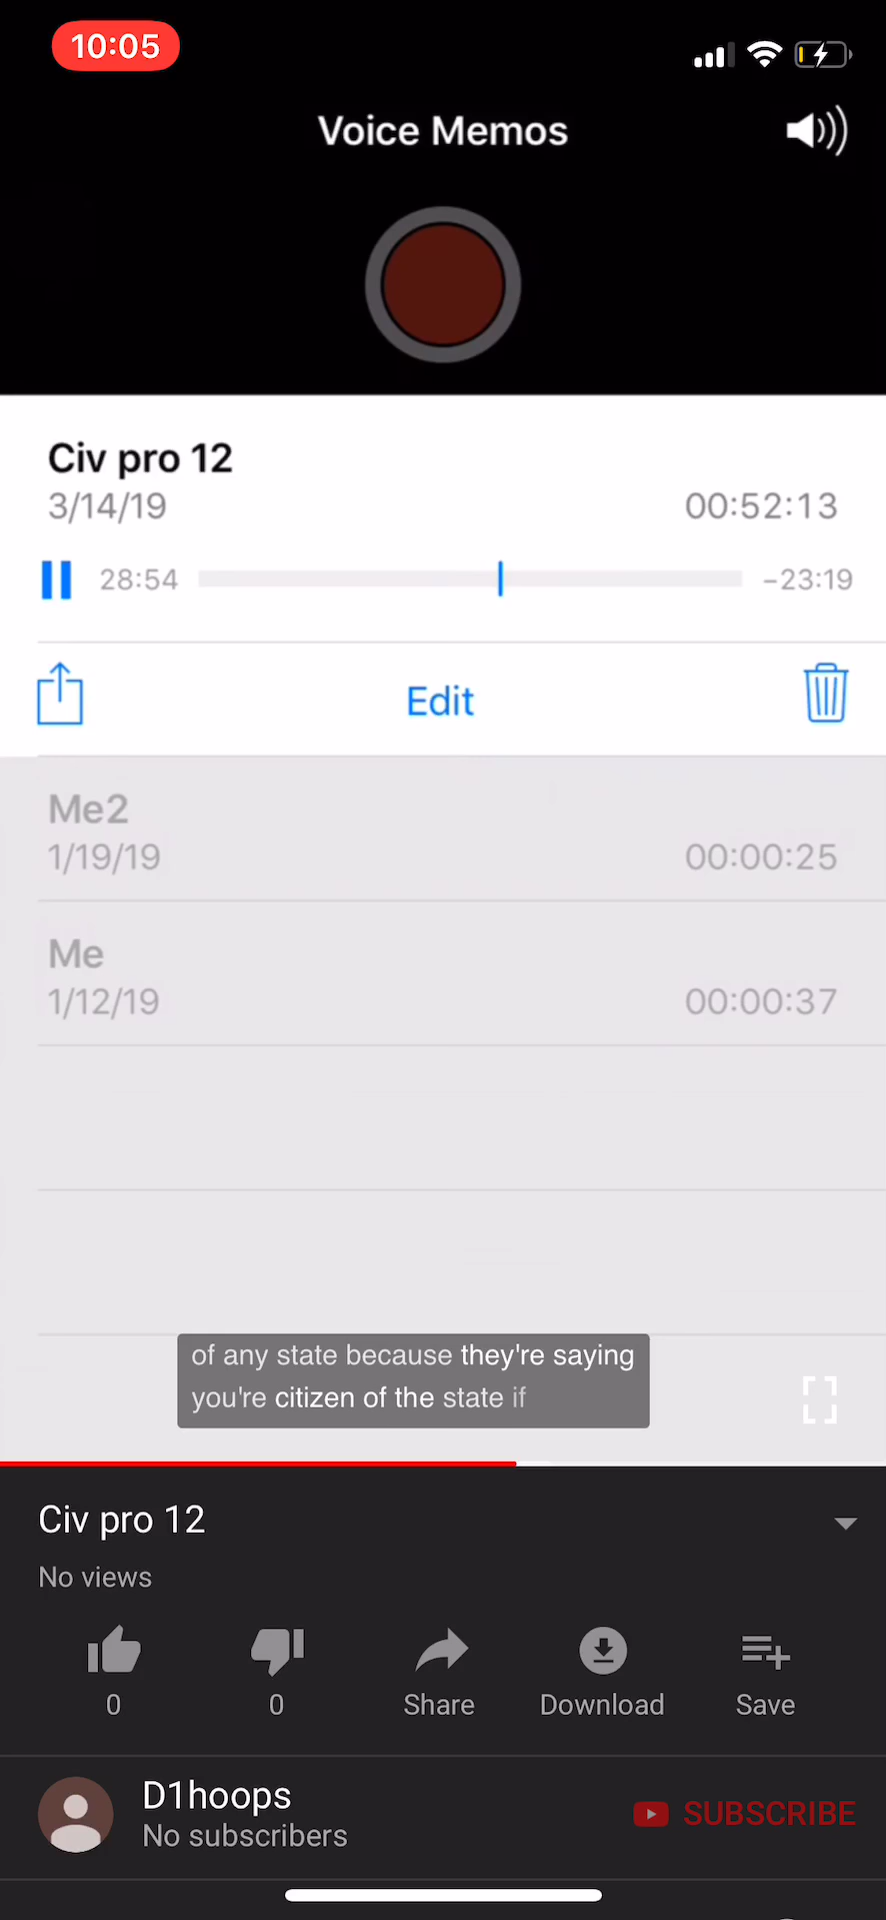 10:05
Voice Memos
Civ pro 12
3/14/19 00:52:13
28:54 -23:19
Edit
Me2
1/19/19 00:00:25
Me
1/12/19 00:00:37
of any state because they're saying
you're citizen of the state if
Civ pro 12
No views
0 0 Share Download Save
D1hoops
No subscribers
SUBSCRIBE